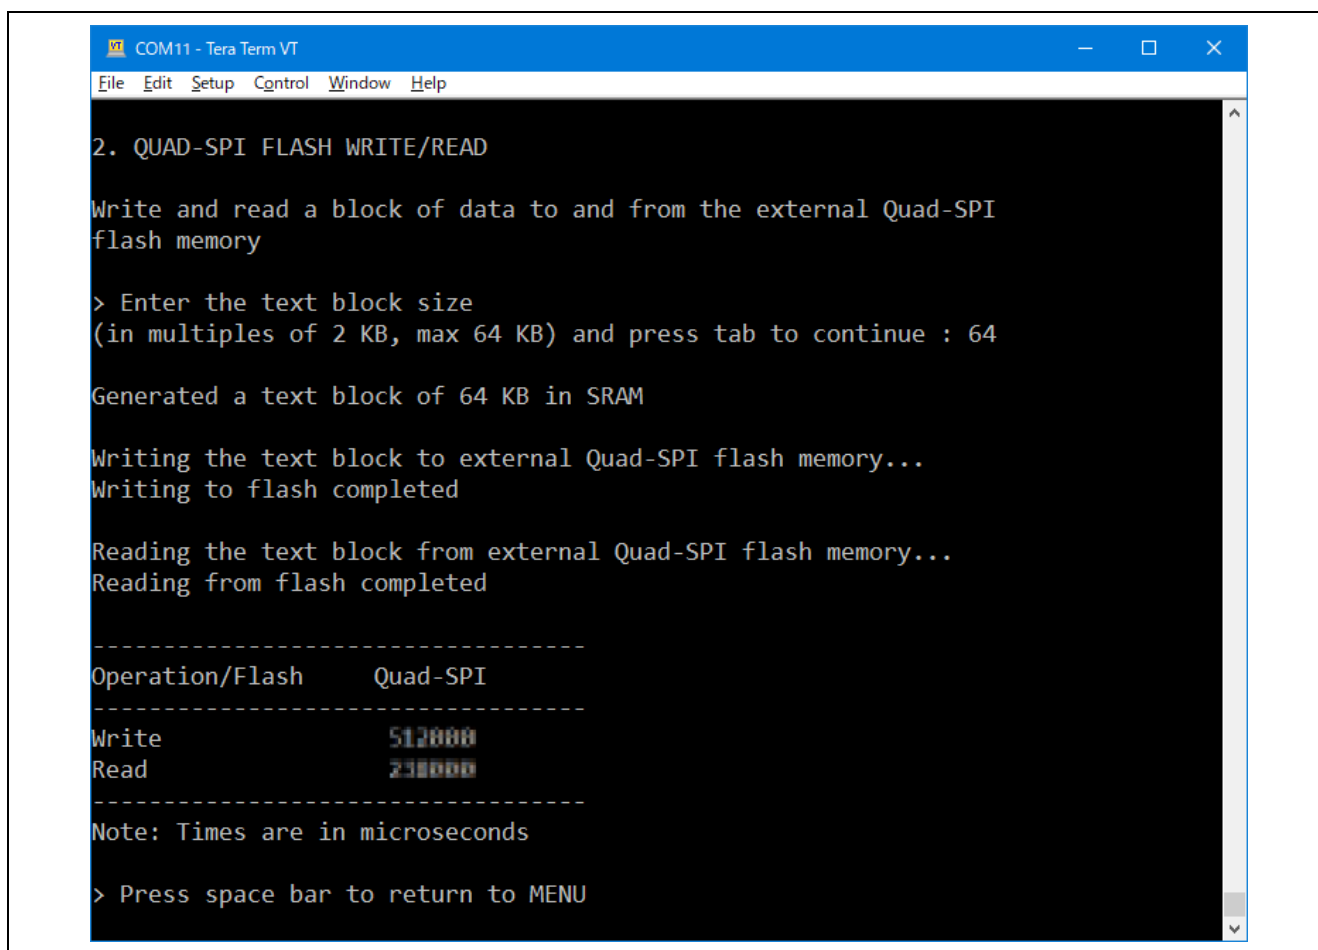 COM11 - Tera Term VT
File Edit Setup Control Window Help
2. QUAD-SPI FLASH WRITE/READ
Write and read a block of data to and from the external Quad-SPI
flash memory
> Enter the text block size
(in multiples of 2 KB, max 64 KB) and press tab to continue : 64
Generated a text block of 64 KB in SRAM
Writing the text block to external Quad-SPI flash memory...
Writing to flash completed
Reading the text block from external Quad-SPI flash memory...
Reading from flash completed
-----------------------------------
Operation/Flash     Quad-SPI
-----------------------------------
Write
Read
-----------------------------------
Note: Times are in microseconds
> Press space bar to return to MENU